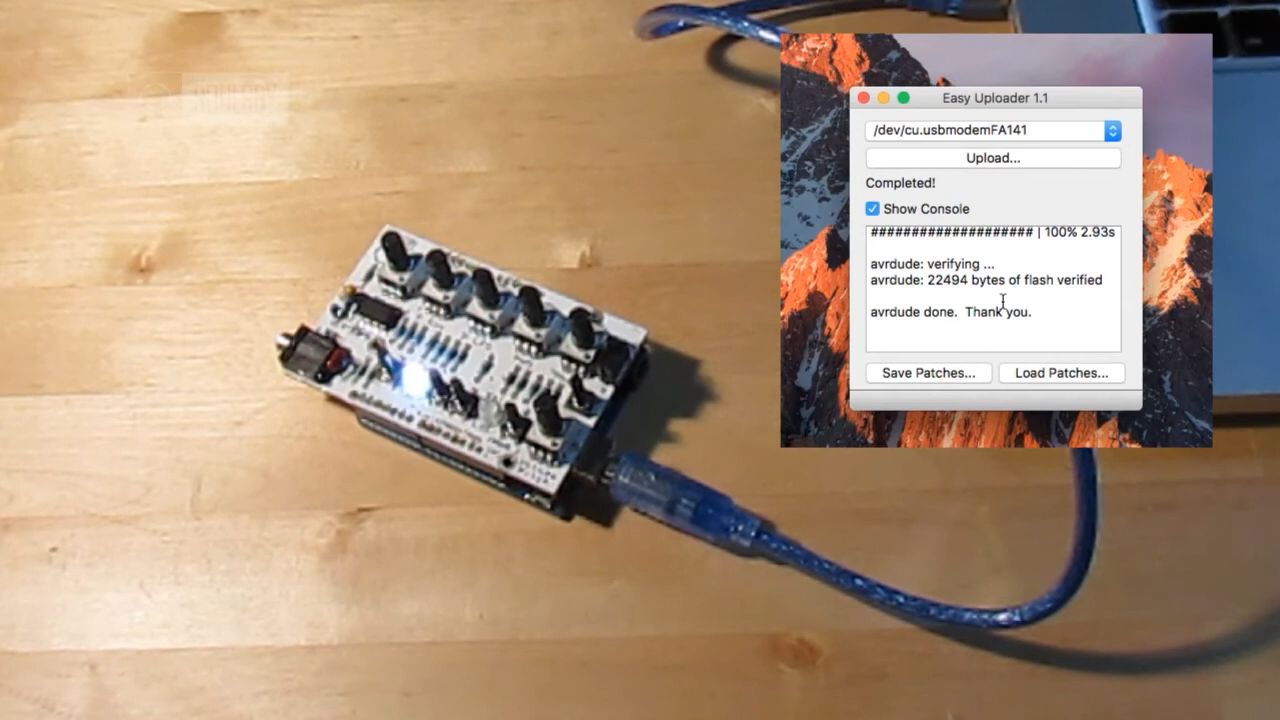 Easy Uploader 1.1
/dev/cu.usbmodemFA141
Upload...
Completed!
Show Console
#################### | 100% 2.93s
avrdude: verifying ...
avrdude: 22494 bytes of flash verified
avrdude done.  Thank you.
Save Patches...
Load Patches...